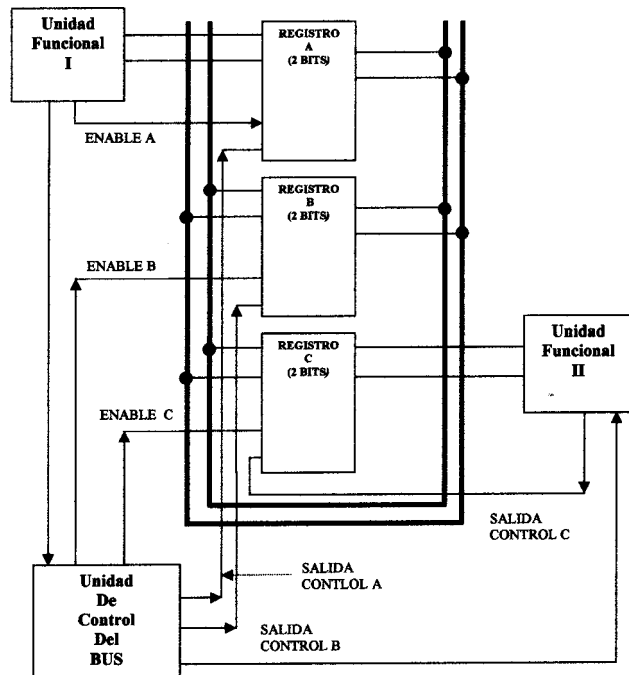 Unidad
Funcional
I
REGISTRO
A
(2 BITS)
ENABLE A
REGISTRO
B
(2 BITS)
ENABLE B
REGISTRO
C
(2 BITS)
Unidad
Funcional
II
ENABLE C
SALIDA
CONTROL C
Unidad
De
Control
Del
BUS
SALIDA
CONTLOL A
SALIDA
CONTROL B